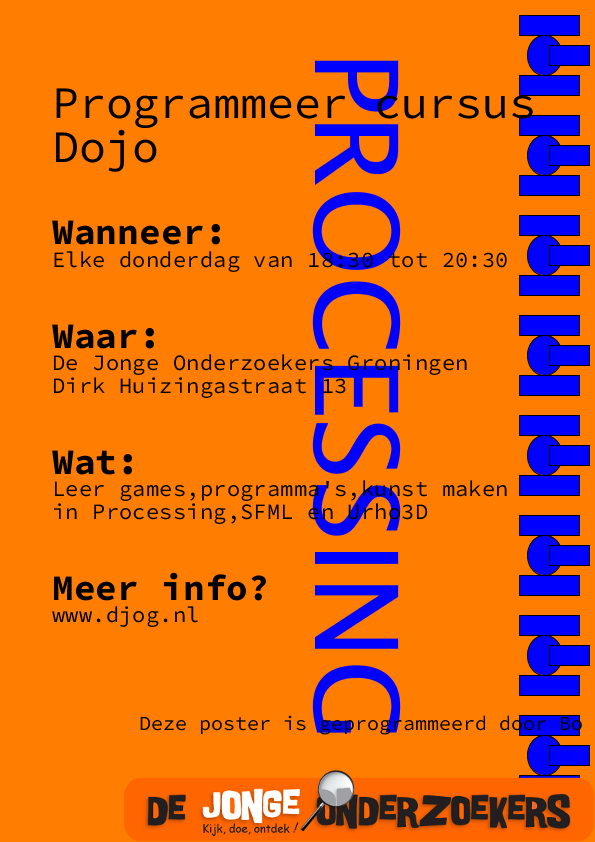 Programmeer cursus
Dojo
PROCESSING
Wanneer:
Elke donderdag van 18:30 tot 20:30
Waar:
De Jonge Onderzoekers Groningen
Dirk Huizingastraat 13
Wat:
Leer games,programma's,kunst maken
in Processing,SFML en Urho3D
Meer info?
www.djog.nl
Deze poster is geprogrammeerd door Bo
DE JONGE ONDERZOEKERS
Kijk, doe, ontdek !